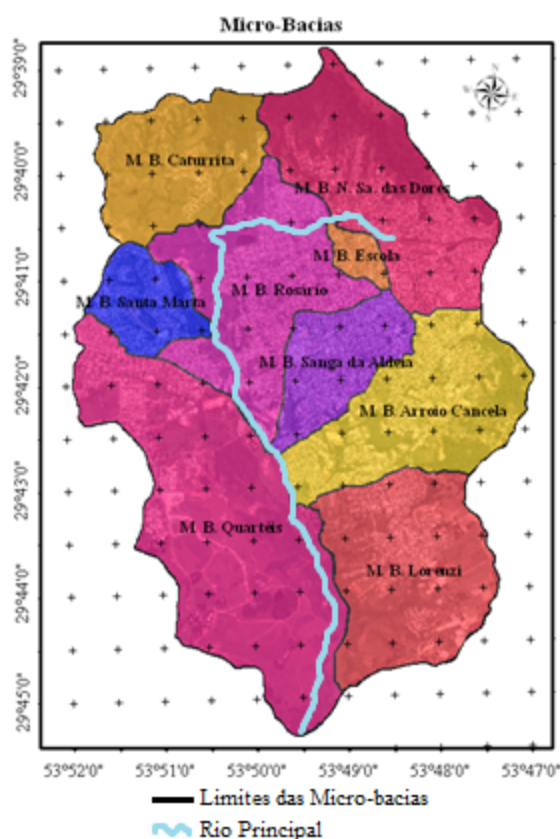 Micro-Bacias
N
29°39'0"
29°40'0"
29°41'0"
29°42'0"
29°43'0"
29°44'0"
29°45'0"
M. B. Caturrita
M. B. N. Sa. das Dores
M. B. Escola
M. B. Rosário
M. B. Santa Marta
M. B. Sanga da Aldeia
M. B. Arroio Cancela
M. B. Quarteis
M. B. Lorenzi
53°52'0" 53°51'0" 53°50'0" 53°49'0" 53°48'0" 53°47'0"
Limites das Micro-bacias
Rio Principal